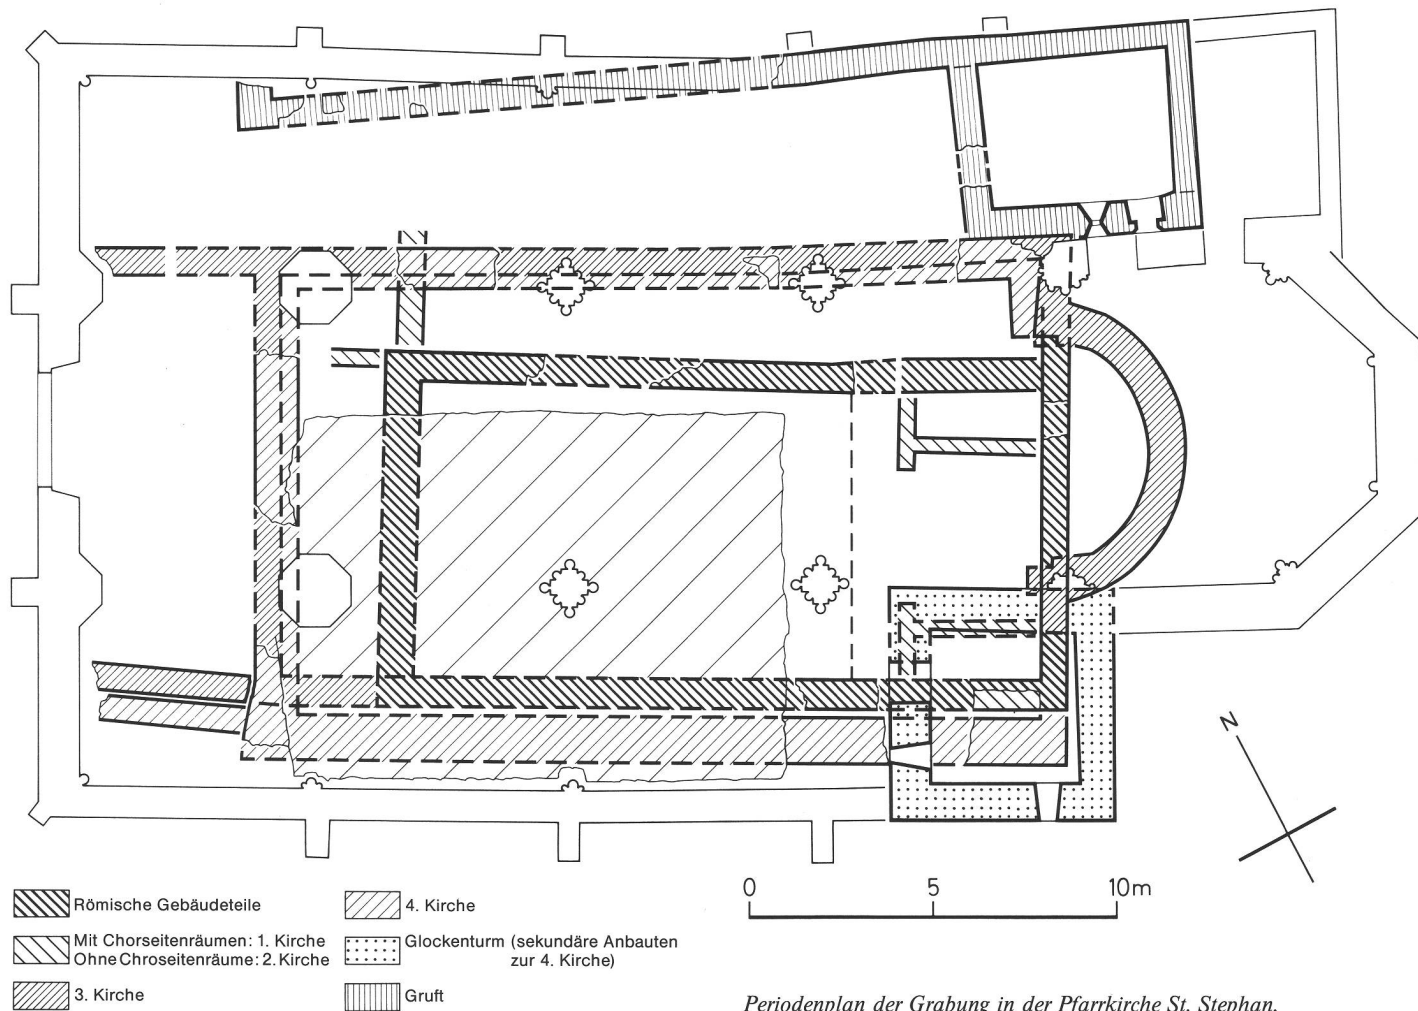 N
0 5 10m
Römische Gebäudeteile
Mit Chorseitenräumen: 1. Kirche
Ohne Chroseitenräume: 2. Kirche
3. Kirche
4. Kirche
Glockenturm (sekundäre Anbauten
zur 4. Kirche)
Gruft
Periodenplan der Grabung in der Pfarrkirche St. Stephan.